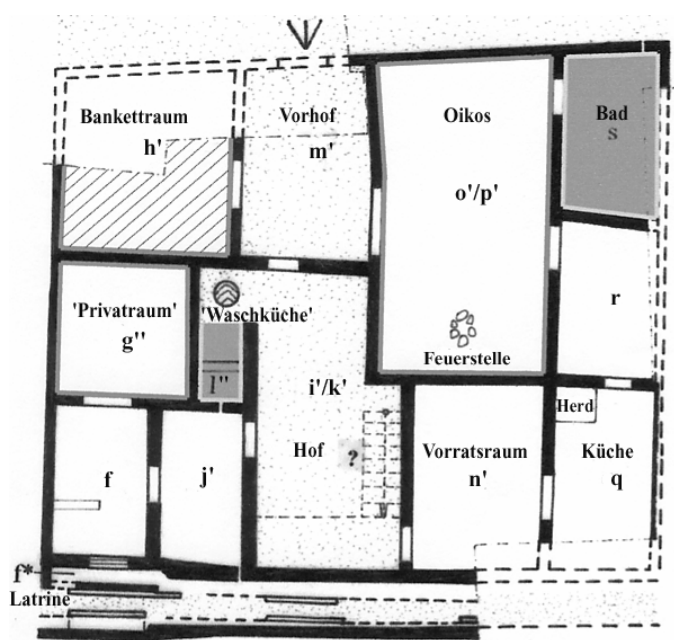 Bankettraum
h'
Vorhof
m'
Oikos
o'/p'
Bad
s
'Privatraum'
g''
'Waschküche'
l''
r
i'/k'
Feuerstelle
Hof
?
Herd
f
j'
Vorratsraum
n'
Küche
q
f*
Latrine